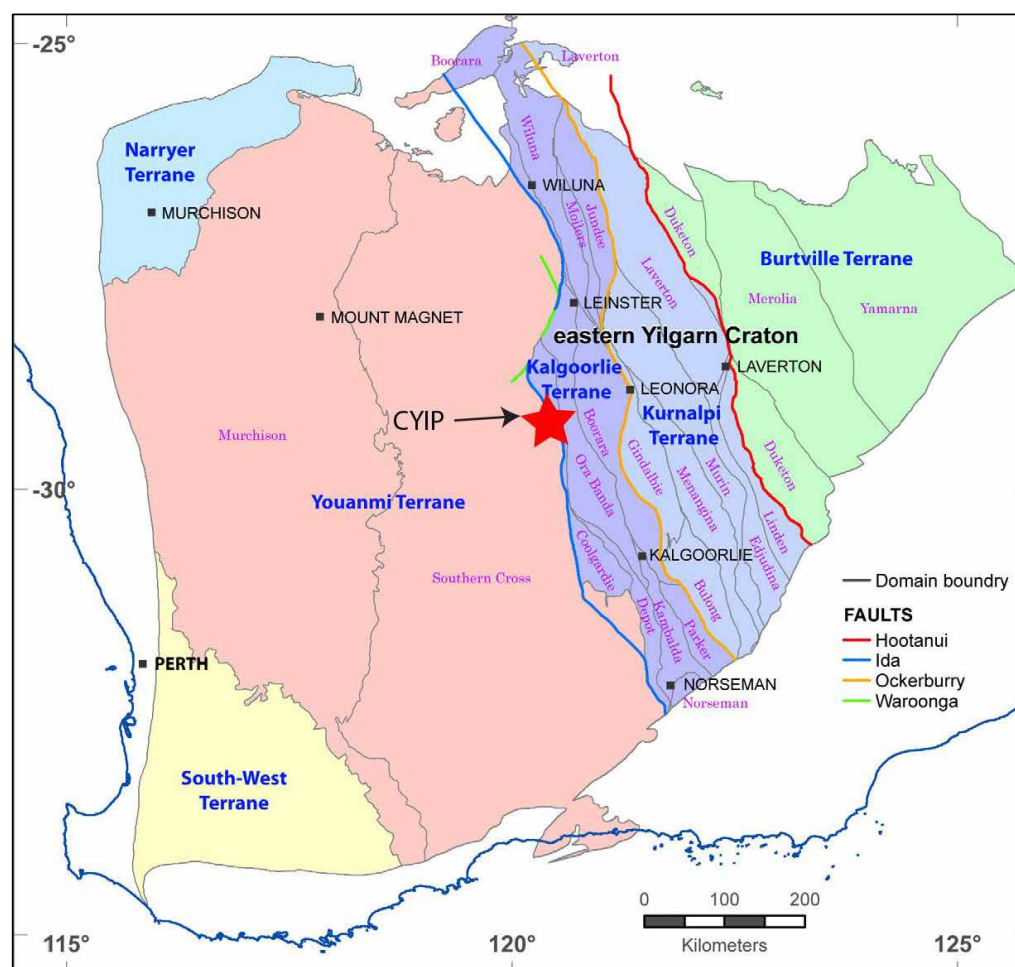 -25°
Boorara
Laverton
Narryer
Terrane
MURCHISON
Wiluna
WILUNA
Moilers
Jundee
Duketon
Burtville Terrane
Laverton
Merolia
Yamarna
MOUNT MAGNET
LEINSTER
eastern Yilgarn Craton
Kalgoorlie
Terrane
LAVERTON
LEONORA
Kurnalpi
Terrane
CYIP
Murchison
Boorara
Gindalbie
Ora Banda
Menangina
Murin
Duketon
-30°
Youanmi Terrane
Linden
Edjudina
Coolgardie
KALGOORLIE
Southern Cross
Bulong
Depot
Kambalda
Parker
Domain boundry
FAULTS
Hootanui
Ida
Ockerburry
Waroonga
PERTH
NORSEMAN
Norseman
South-West
Terrane
0 100 200
Kilometers
115°
120°
125°